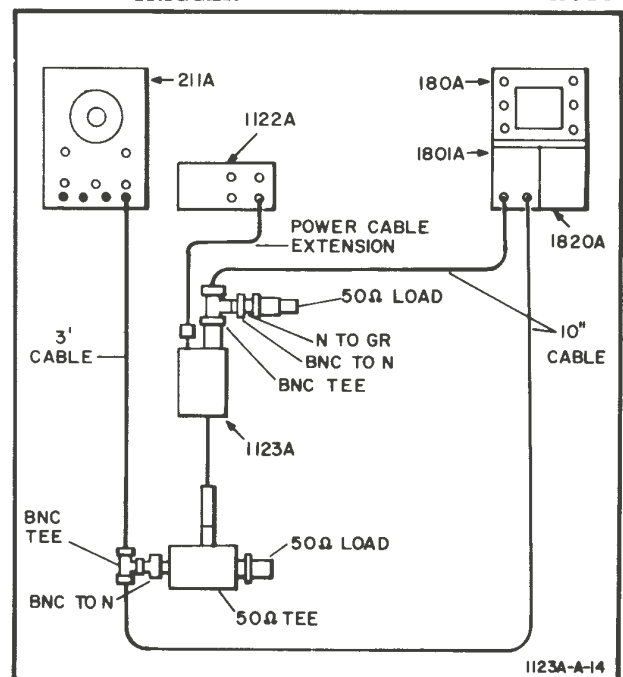 211A
1122A
180A
1801A
1820A
POWER CABLE
EXTENSION
50Ω LOAD
N TO GR
BNC TO N
BNC TEE
10"
CABLE
3'
CABLE
1123A
BNC
TEE
BNC TO N
50Ω LOAD
50Ω TEE
1123A-A-14